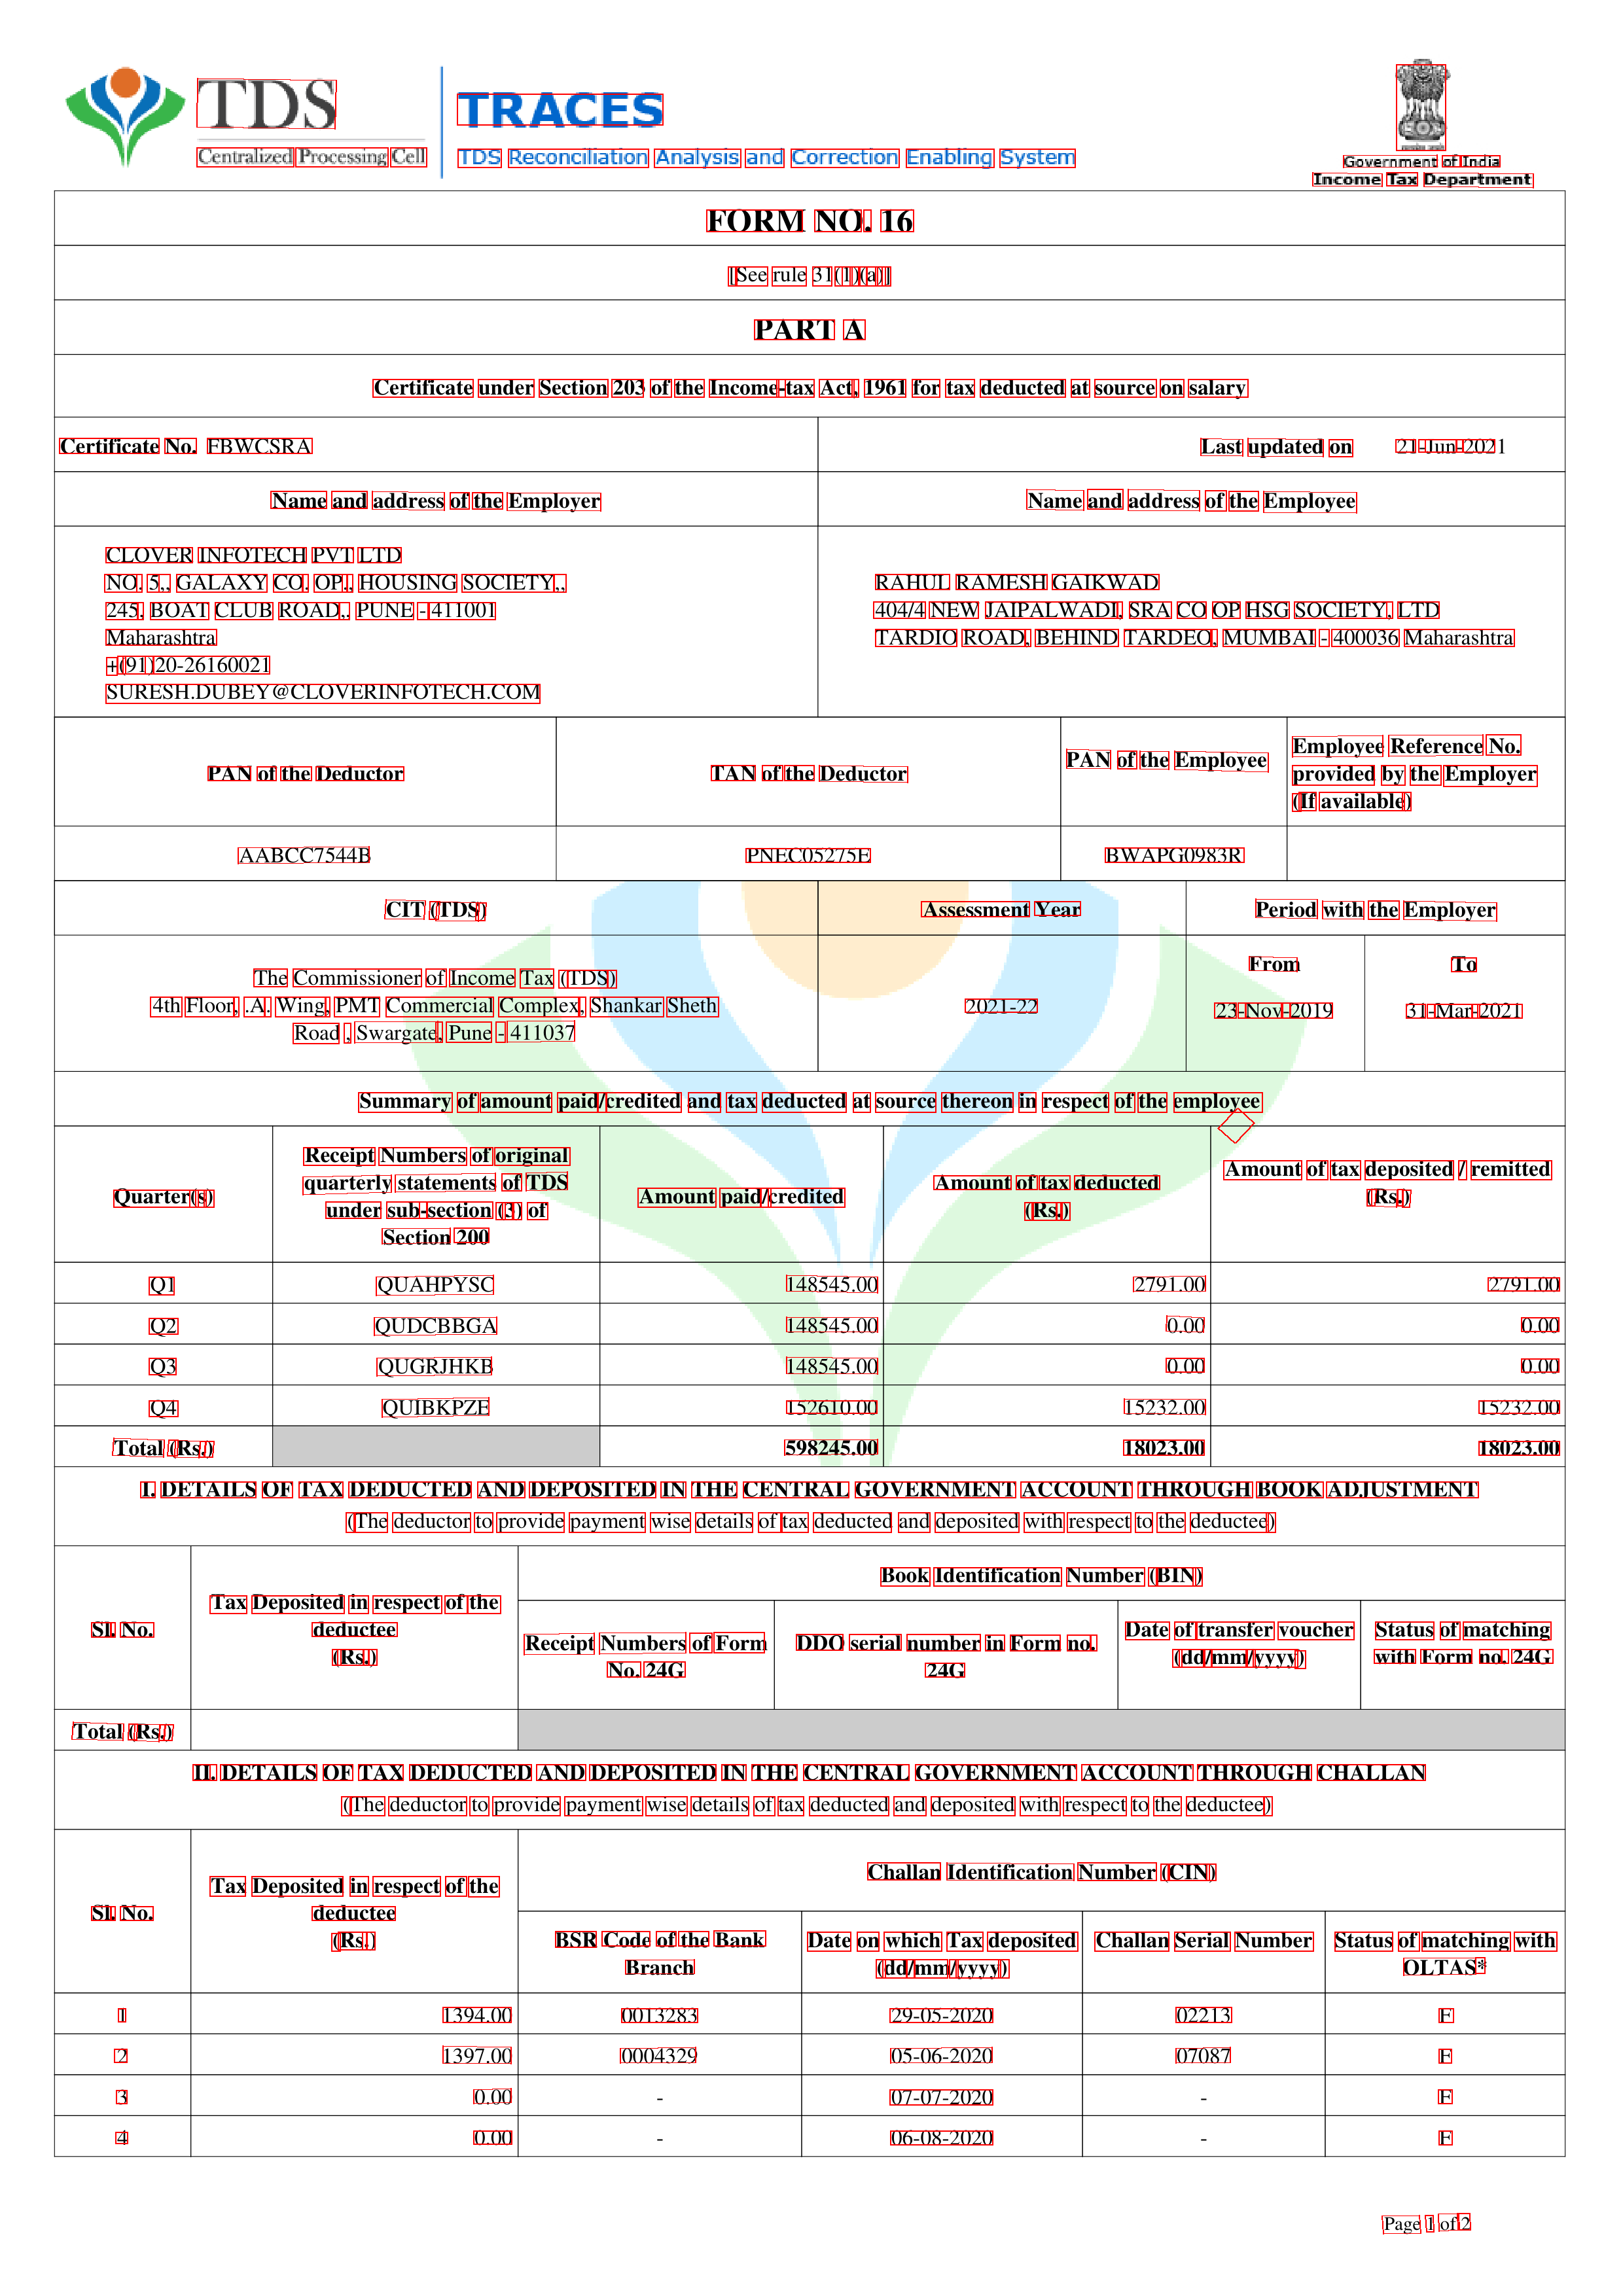 TDS
Centralized Processing Cell
TRACES
TDS Reconciliation Analysis and Correction Enabling System
Government of India
Income Tax Department
FORM NO. 16
[See rule 31(1)(a)]
PART A
Certificate under Section 203 of the Income-tax Act, 1961 for tax deducted at source on salary
Certificate No. FBWCSRA Last updated on 21-Jun-2021
Name and address of the Employer Name and address of the Employee
CLOVER INFOTECH PVT LTD
NO. 5,, GALAXY CO. OP., HOUSING SOCIETY,,
245, BOAT CLUB ROAD,, PUNE - 411001
Maharashtra
+(91)20-26160021
SURESH.DUBEY@CLOVERINFOTECH.COM
RAHUL RAMESH GAIKWAD
404/4 NEW JAIPALWADI, SRA CO OP HSG SOCIETY, LTD
TARDIO ROAD, BEHIND TARDEO, MUMBAI - 400036 Maharashtra
PAN of the Deductor TAN of the Deductor PAN of the Employee
Employee Reference No.
provided by the Employer
(If available)
AABCC7544B PNEC05275E BWAPG0983R
CIT (TDS) Assessment Year Period with the Employer
The Commissioner of Income Tax (TDS)
4th Floor, .A. Wing, PMT Commercial Complex, Shankar Sheth
Road , Swargate, Pune - 411037
2021-22
From To
23-Nov-2019 31-Mar-2021
Summary of amount paid/credited and tax deducted at source thereon in respect of the employee
Quarter(s)
Receipt Numbers of original
quarterly statements of TDS
under sub-section (3) of
Section 200
Amount paid/credited
Amount of tax deducted
(Rs.)
Amount of tax deposited / remitted
(Rs.)
Q1 QUAHPYSC 148545.00 2791.00 2791.00
Q2 QUDCBBGA 148545.00 0.00 0.00
Q3 QUGRJHKB 148545.00 0.00 0.00
Q4 QUIBKPZE 152610.00 15232.00 15232.00
Total (Rs.) 598245.00 18023.00 18023.00
I. DETAILS OF TAX DEDUCTED AND DEPOSITED IN THE CENTRAL GOVERNMENT ACCOUNT THROUGH BOOK ADJUSTMENT
(The deductor to provide payment wise details of tax deducted and deposited with respect to the deductee)
Sl. No.
Tax Deposited in respect of the
deductee
(Rs.)
Book Identification Number (BIN)
Receipt Numbers of Form
No. 24G
DDO serial number in Form no.
24G
Date of transfer voucher
(dd/mm/yyyy)
Status of matching
with Form no. 24G
Total (Rs.)
II. DETAILS OF TAX DEDUCTED AND DEPOSITED IN THE CENTRAL GOVERNMENT ACCOUNT THROUGH CHALLAN
(The deductor to provide payment wise details of tax deducted and deposited with respect to the deductee)
Sl. No.
Tax Deposited in respect of the
deductee
(Rs.)
Challan Identification Number (CIN)
BSR Code of the Bank
Branch
Date on which Tax deposited
(dd/mm/yyyy)
Challan Serial Number
Status of matching with
OLTAS*
1 1394.00 0013283 29-05-2020 02213 F
2 1397.00 0004329 05-06-2020 07087 F
3 0.00 - 07-07-2020 - F
4 0.00 - 06-08-2020 - F
Page 1 of 2